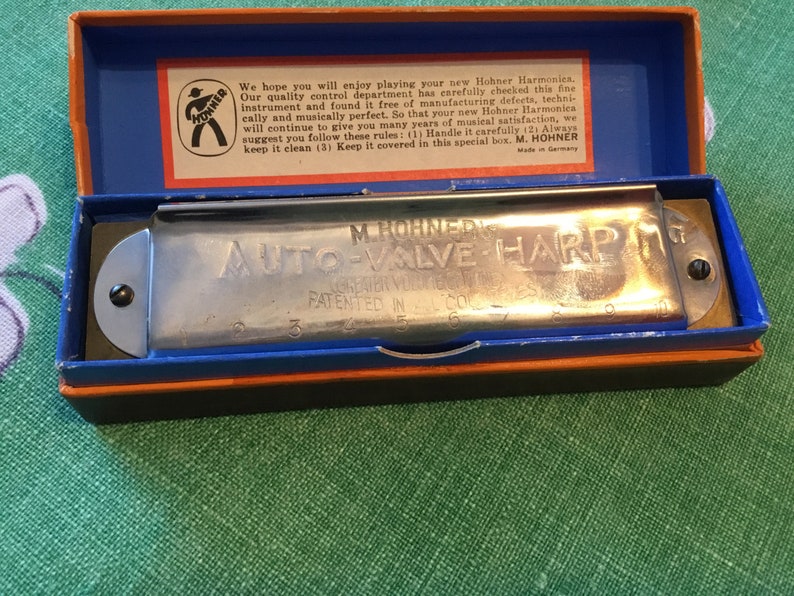 HOHNER
We hope you will enjoy playing your new Hohner Harmonica.
Our quality control department has carefully checked this fine
instrument and found it free of manufacturing defects, techni-
cally and musically perfect. So that your new Hohner Harmonica
will continue to give you many years of musical satisfaction, we
suggest you follow these rules: (1) Handle it carefully (2) Always
keep it clean (3) Keep it covered in this special box. M. HOHNER
Made in Germany
M. HOHNER'S
AUTO-VALVE-HARP
GREATER
PATENTED IN ALL
1 2 3 4 5 6 7 8 9 10